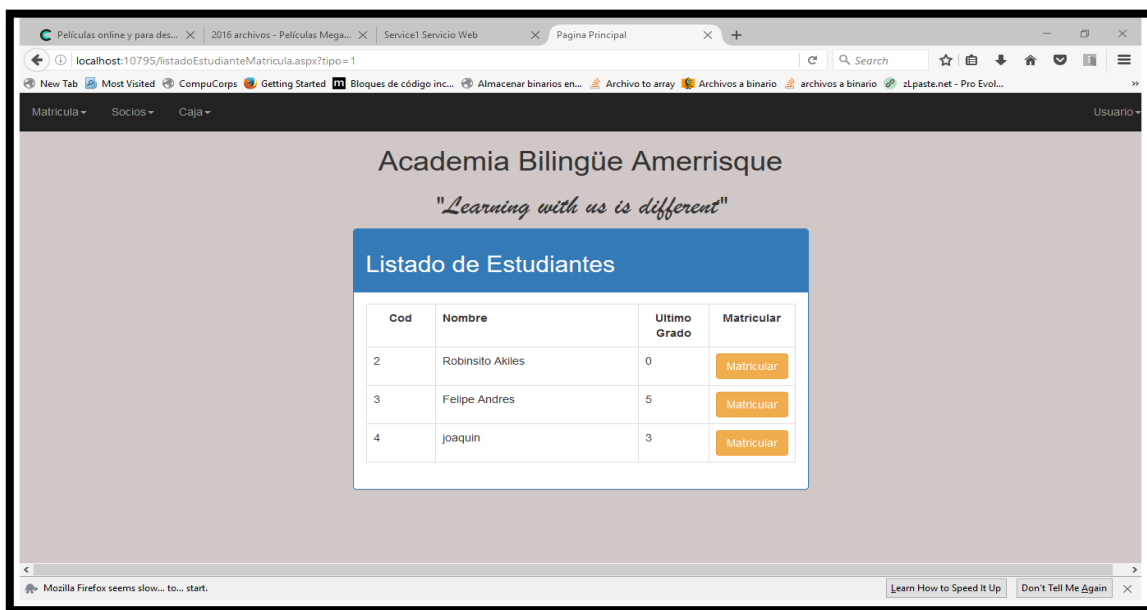 Películas online y para des... 2016 archivos - Películas Mega... Service1 Servicio Web Pagina Principal
localhost:10795/listadoEstudianteMatricula.aspx?tipo=1 Search
New Tab Most Visited CompuCorps Getting Started Bloques de código inc... Almacenar binarios en... Archivo to array Archivos a binario archivos a binario zLpaste.net - Pro Evol...
Matricula Socios Caja Usuario
Academia Bilingüe Amerrisque
"Learning with us is different"
Listado de Estudiantes
Cod Nombre Ultimo Grado Matricular
2 Robinsito Akiles 0 Matricular
3 Felipe Andres 5 Matricular
4 joaquin 3 Matricular
Mozilla Firefox seems slow... to... start. Learn How to Speed It Up Don't Tell Me Again